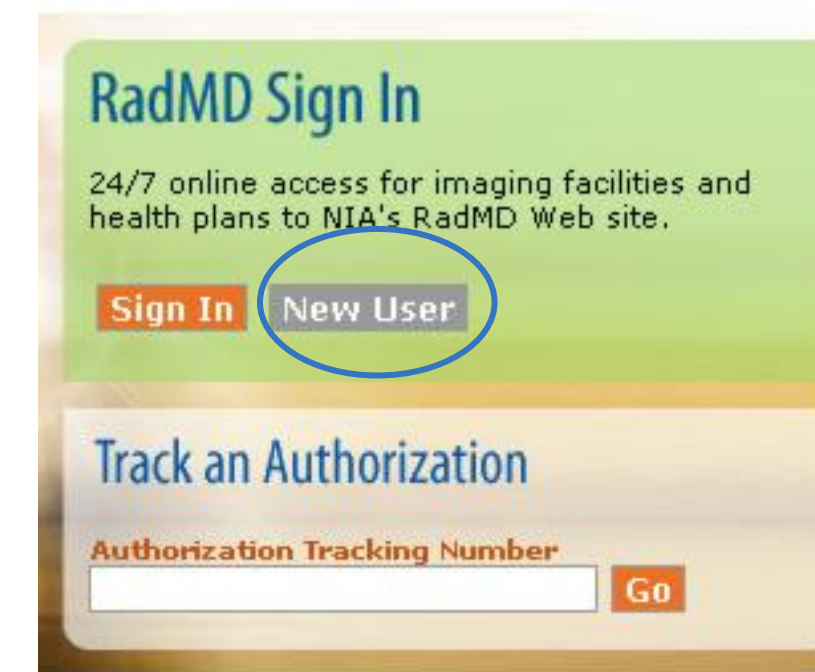 RadMD Sign In
24/7 online access for imaging facilities and
health plans to NIA's RadMD Web site.
Sign In New User
Track an Authorization
Authorization Tracking Number
Go